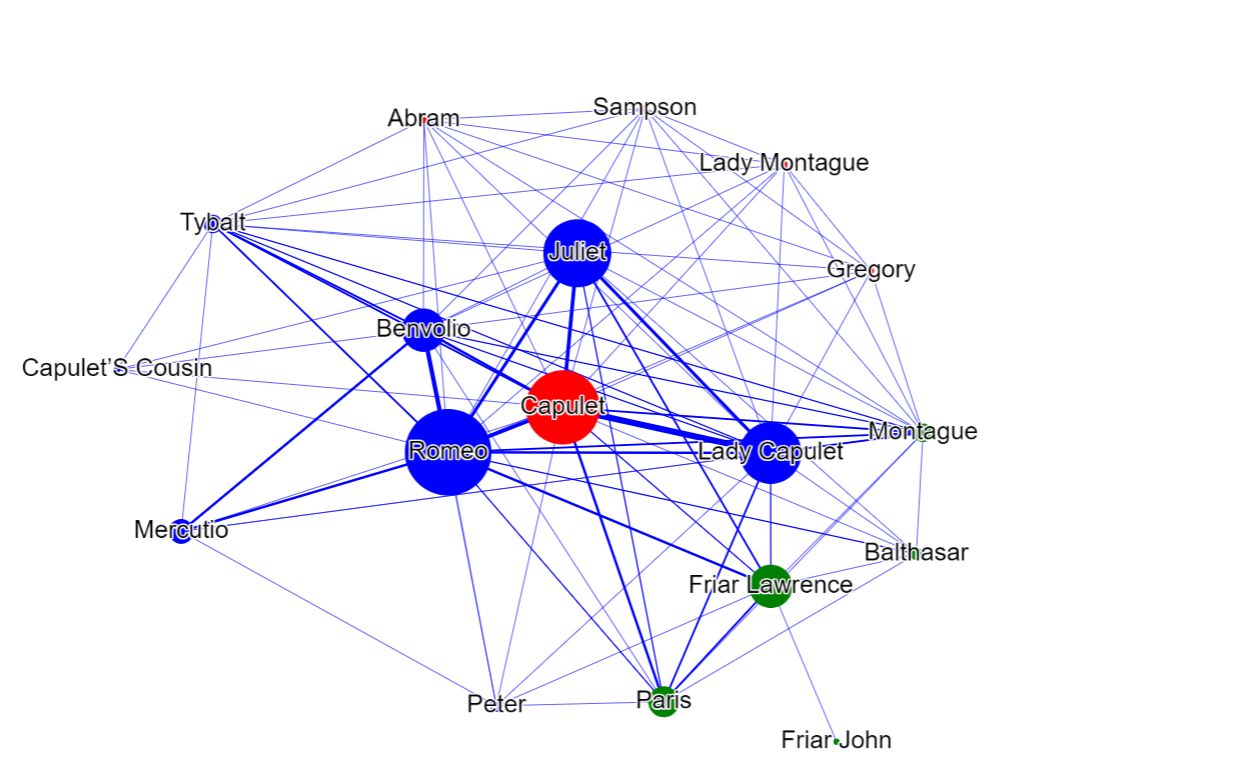 Sampson
Abram
Lady Montague
Tybalt
Juliet
Gregory
Benvolio
Capulet’S Cousin
Capulet
Montague
Romeo
Lady Capulet
Mercutio
Balthasar
Friar Lawrence
Paris
Peter
Friar John